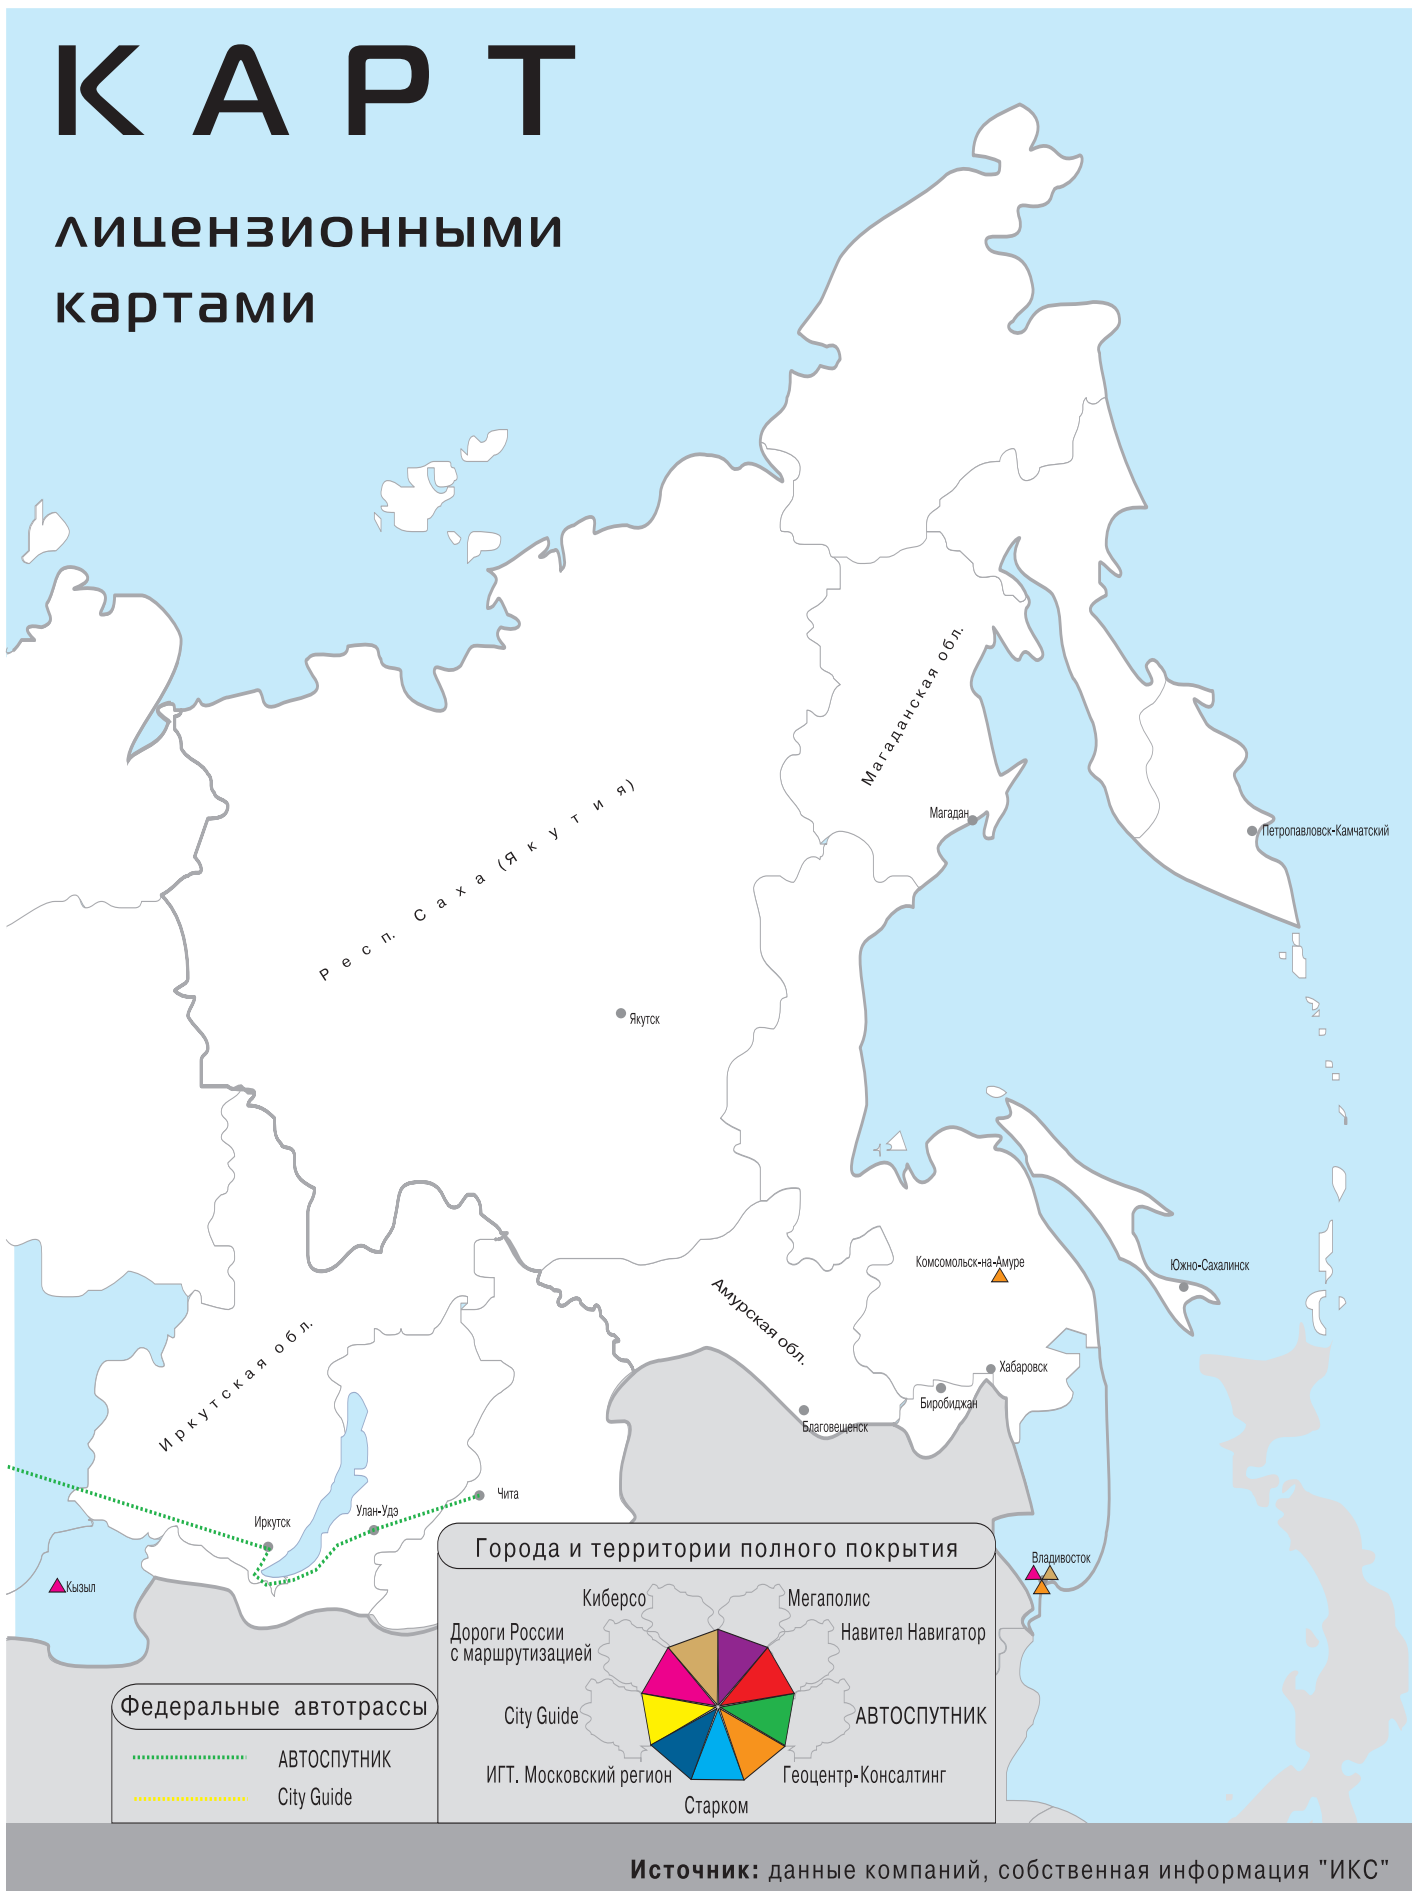 КАРТ
лицензионными
картами
Магаданская обл.
Магадан
Петропавловск-Камчатский
Респ. Саха (Якутия)
Якутск
Комсомольск-на-Амуре
Южно-Сахалинск
Амурская обл.
Иркутская обл.
Хабаровск
Биробиджан
Благовещенск
Чита
Улан-Удэ
Иркутск
Владивосток
Кызыл
Города и территории полного покрытия
Киберсо
Мегаполис
Дороги России
с маршрутизацией
Навител Навигатор
City Guide
АВТОСПУТНИК
ИГТ. Московский регион
Геоцентр-Консалтинг
Старком
Федеральные автотрассы
АВТОСПУТНИК
City Guide
Источник: данные компаний, собственная информация "ИКС"